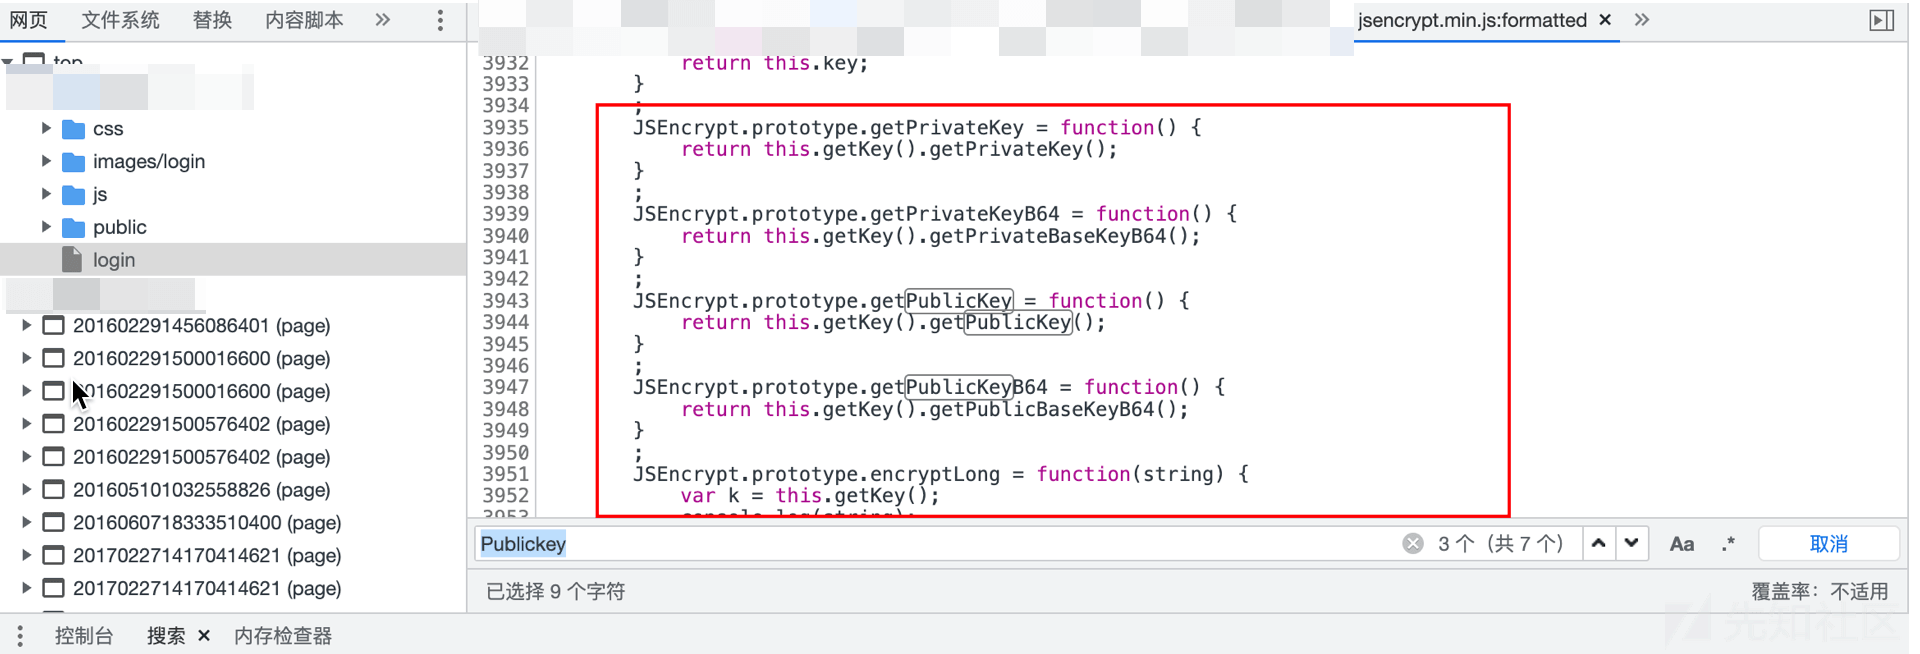 网页 文件系统 替换 内容脚本 »
jsencrypt.min.js:formatted × »
top
css
images/login
js
public
login
201602291456086401 (page)
201602291500016600 (page)
201602291500016600 (page)
201602291500576402 (page)
201602291500576402 (page)
201605101032558826 (page)
2016060718333510400 (page)
2017022714170414621 (page)
2017022714170414621 (page)
3932 return this.key;
3933 }
3934 ;
3935 JSEncrypt.prototype.getPrivateKey = function() {
3936 return this.getKey().getPrivateKey();
3937 }
3938 ;
3939 JSEncrypt.prototype.getPrivateKeyB64 = function() {
3940 return this.getKey().getPrivateBaseKeyB64();
3941 }
3942 ;
3943 JSEncrypt.prototype.getPublicKey = function() {
3944 return this.getKey().getPublicKey();
3945 }
3946 ;
3947 JSEncrypt.prototype.getPublicKeyB64 = function() {
3948 return this.getKey().getPublicBaseKeyB64();
3949 }
3950 ;
3951 JSEncrypt.prototype.encryptLong = function(string) {
3952 var k = this.getKey();
3953 console.log(string);
Publickey 3 个（共 7 个） Aa .* 取消
已选择 9 个字符 覆盖率：不适用
控制台 搜索 × 内存检查器
先知社区